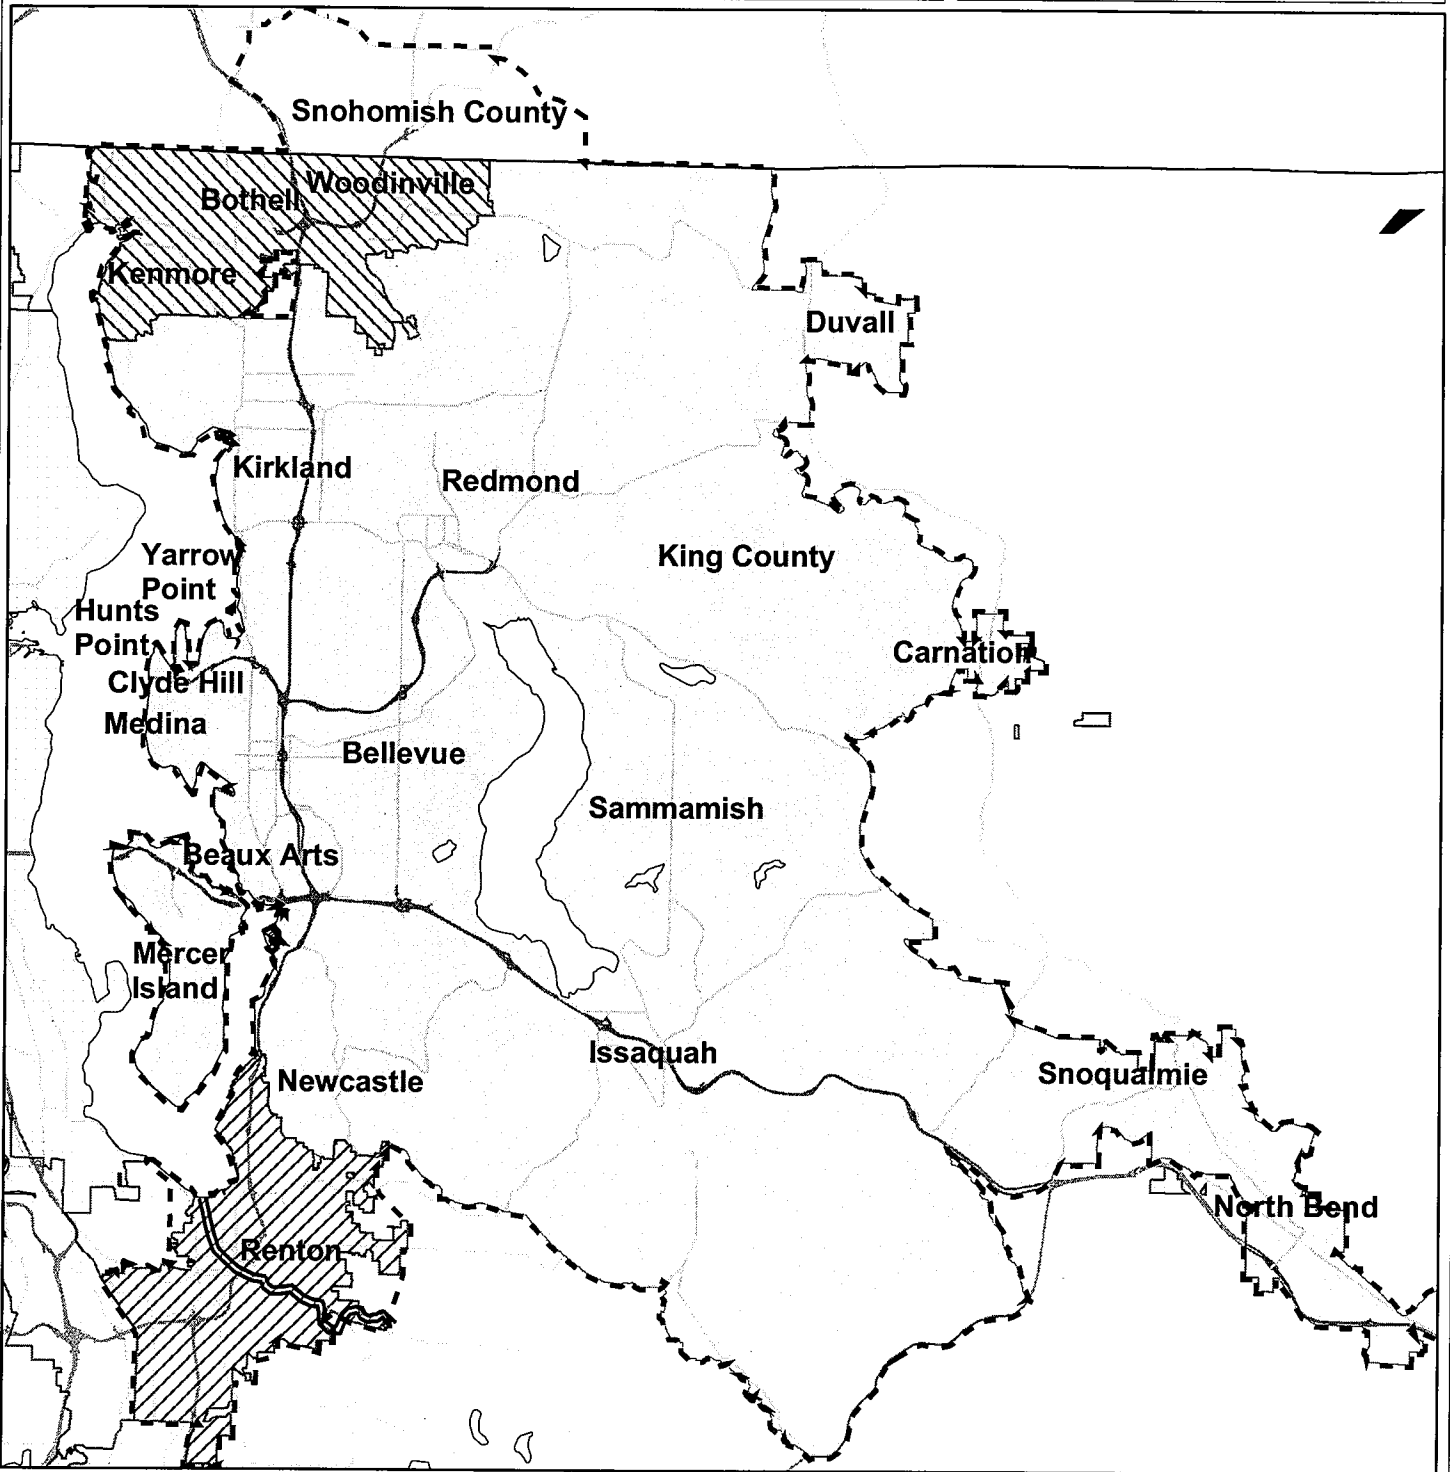 Snohomish County
Bothell
Woodinville
Kenmore
Duvall
Kirkland
Redmond
Yarrow
Point
King County
Hunts
Point
Carnation
Clyde Hill
Medina
Bellevue
Sammamish
Beaux Arts
Mercer
Island
Issaquah
Newcastle
Snoqualmie
North Bend
Renton